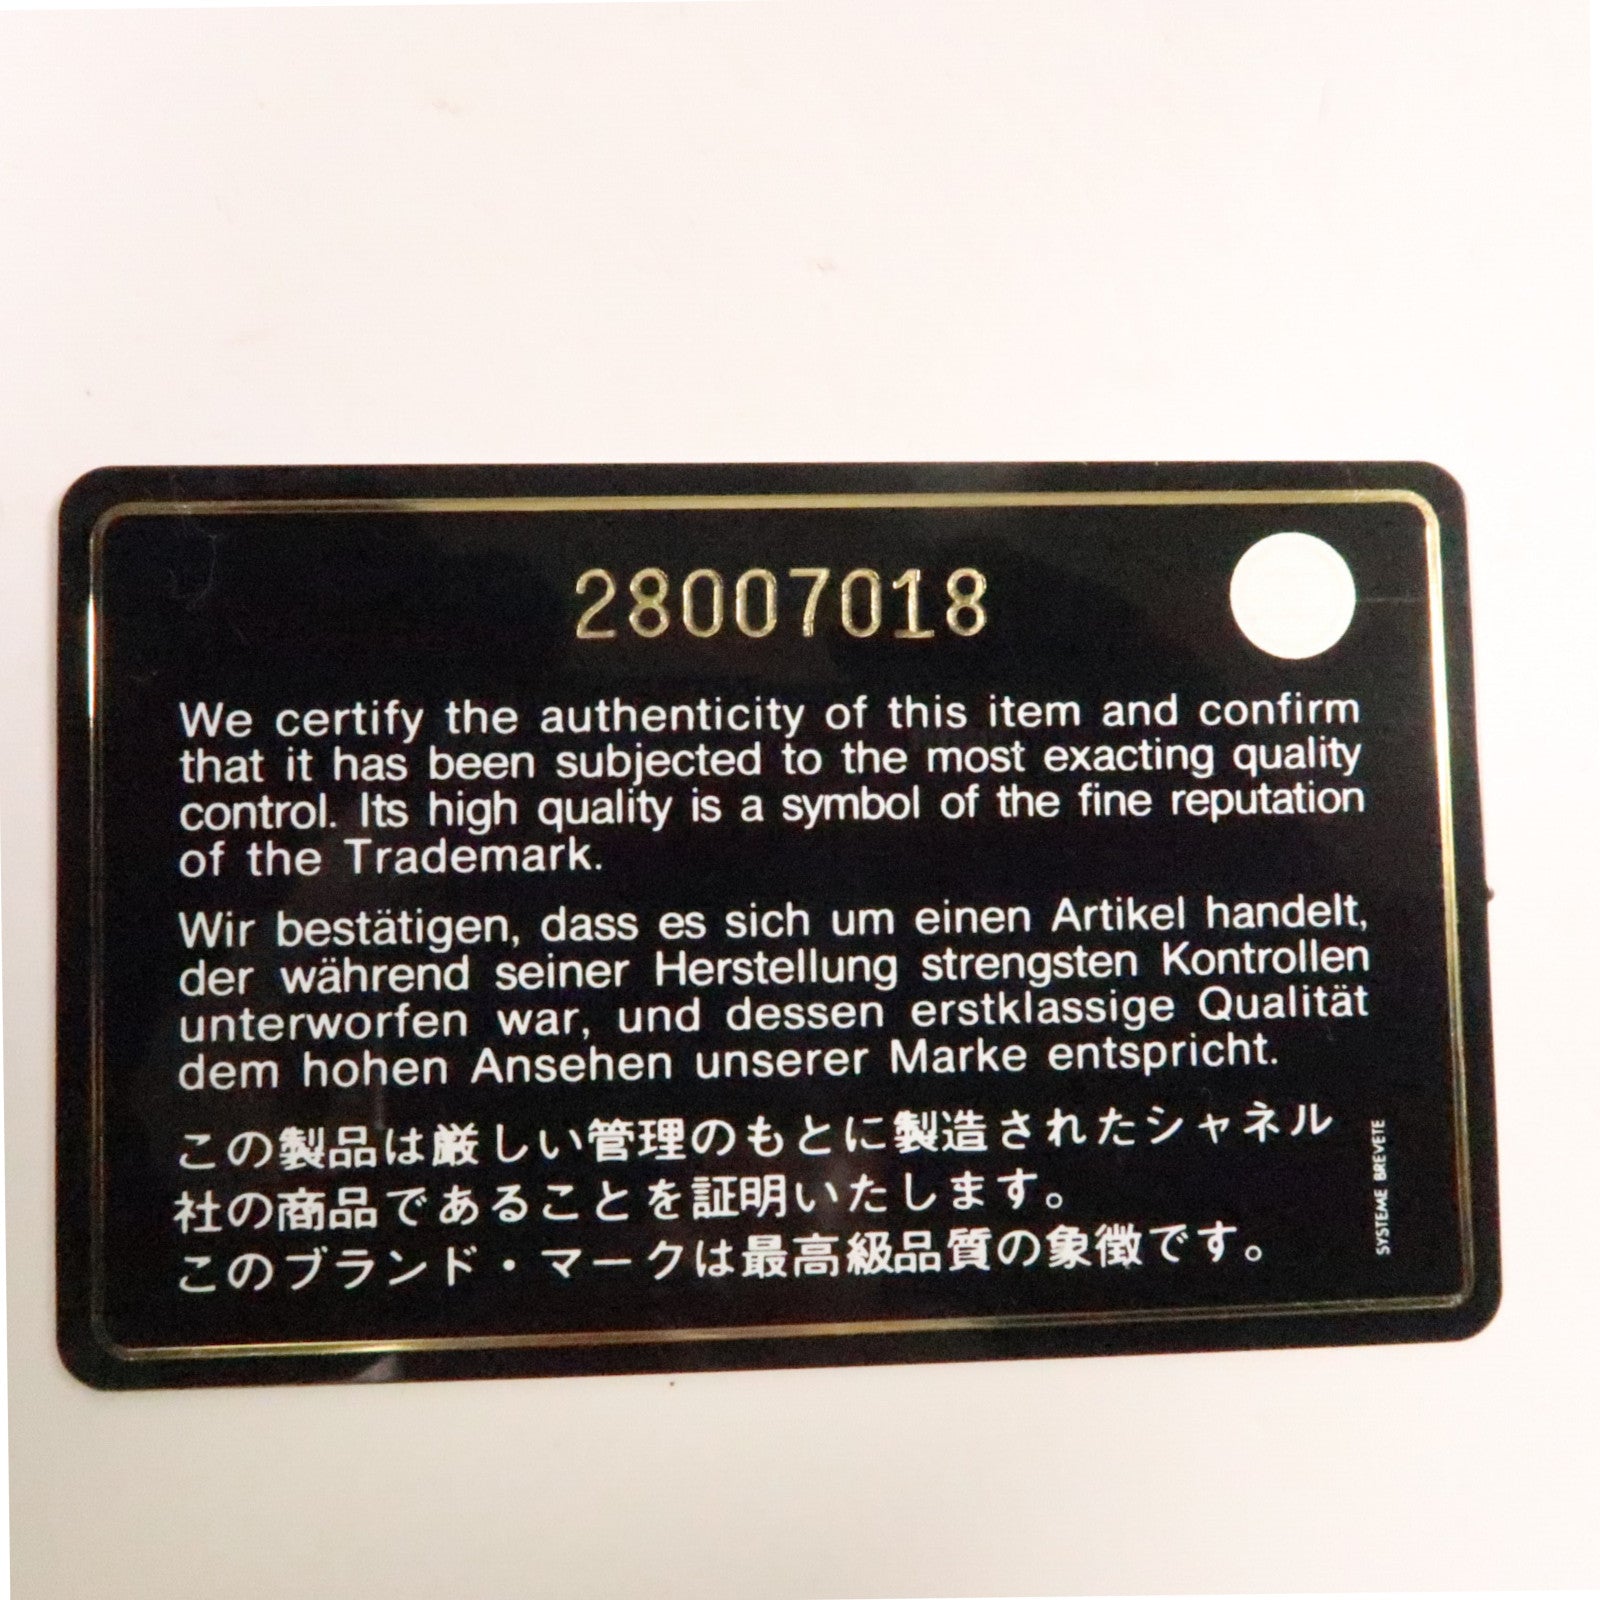 28007018
We certify the authenticity of this item and confirm
that it has been subjected to the most exacting quality
control. Its high quality is a symbol of the fine reputation
of the Trademark.
Wir bestätigen, dass es sich um einen Artikel handelt,
der während seiner Herstellung strengsten Kontrollen
unterworfen war, und dessen erstklassige Qualität
dem hohen Ansehen unserer Marke entspricht.
この製品は厳しい管理のもとに製造されたシャネル
社の商品であることを証明いたします。
このブランド・マークは最高級品質の象徴です。
SYSTEME BREVETE